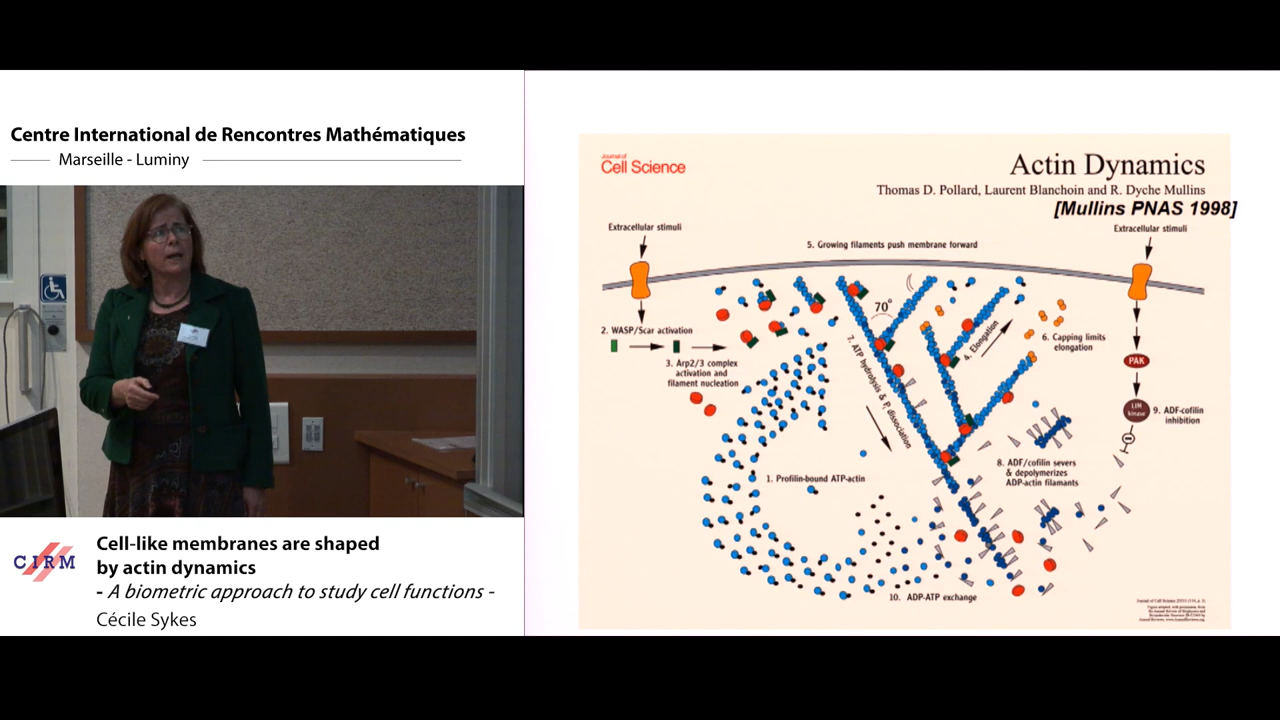 Centre International de Rencontres Mathématiques
Marseille - Luminy
CIRM
Cell-like membranes are shaped
by actin dynamics
- A biometric approach to study cell functions -
Cécile Sykes
Journal of
Cell Science
Actin Dynamics
Thomas D. Pollard, Laurent Blanchoin and R. Dyche Mullins
[Mullins PNAS 1998]
Extracellular stimuli
Extracellular stimuli
5. Growing filaments push membrane forward
70°
2. WASP/Scar activation
3. Arp2/3 complex
activation and
filament nucleation
4. Elongation
6. Capping limits
elongation
7. ATP hydrolysis & Pi dissociation
PAK
LIM
kinase
9. ADF-cofilin
inhibition
8. ADF/cofilin severs
& depolymerizes
ADP-actin filaments
1. Profilin-bound ATP-actin
10. ADP-ATP exchange